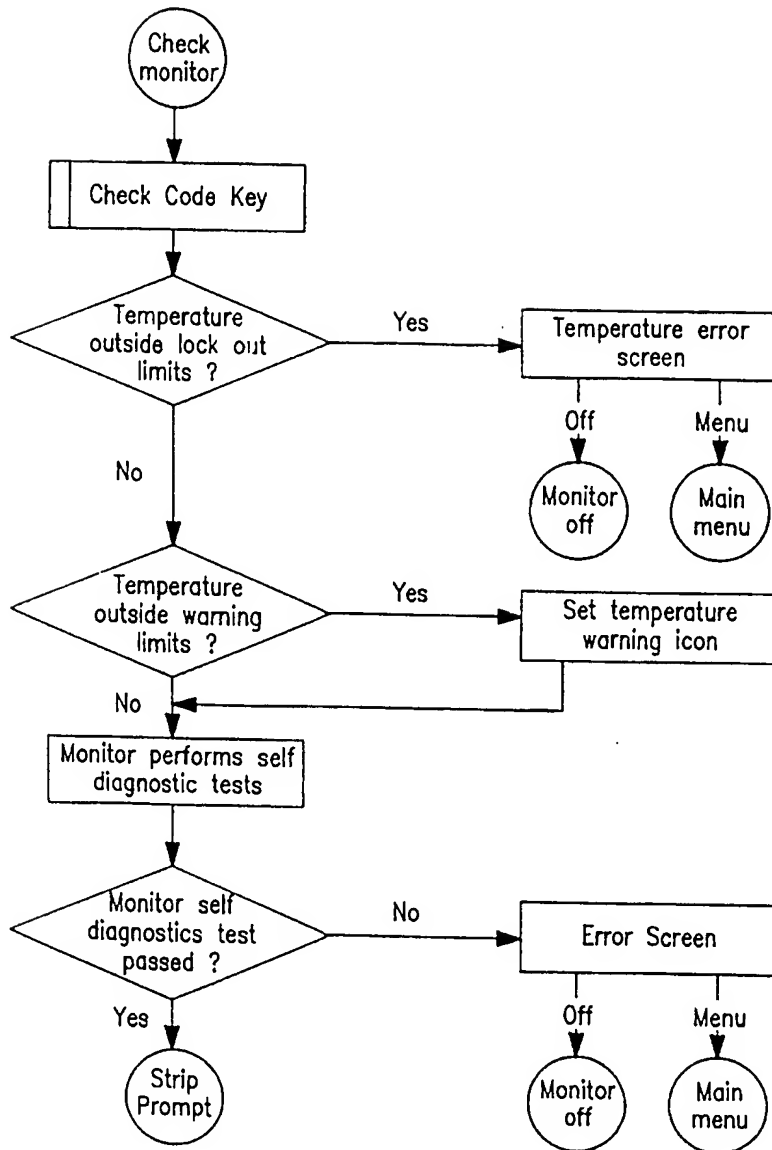 Check
monitor
Check Code Key
Temperature
outside lock out
limits ?
Yes
Temperature error
screen
Off
Menu
Monitor
off
Main
menu
No
Temperature
outside warning
limits ?
Yes
Set temperature
warning icon
No
Monitor performs self
diagnostic tests
Monitor self
diagnostics test
passed ?
No
Error Screen
Off
Menu
Monitor
off
Main
menu
Yes
Strip
Prompt